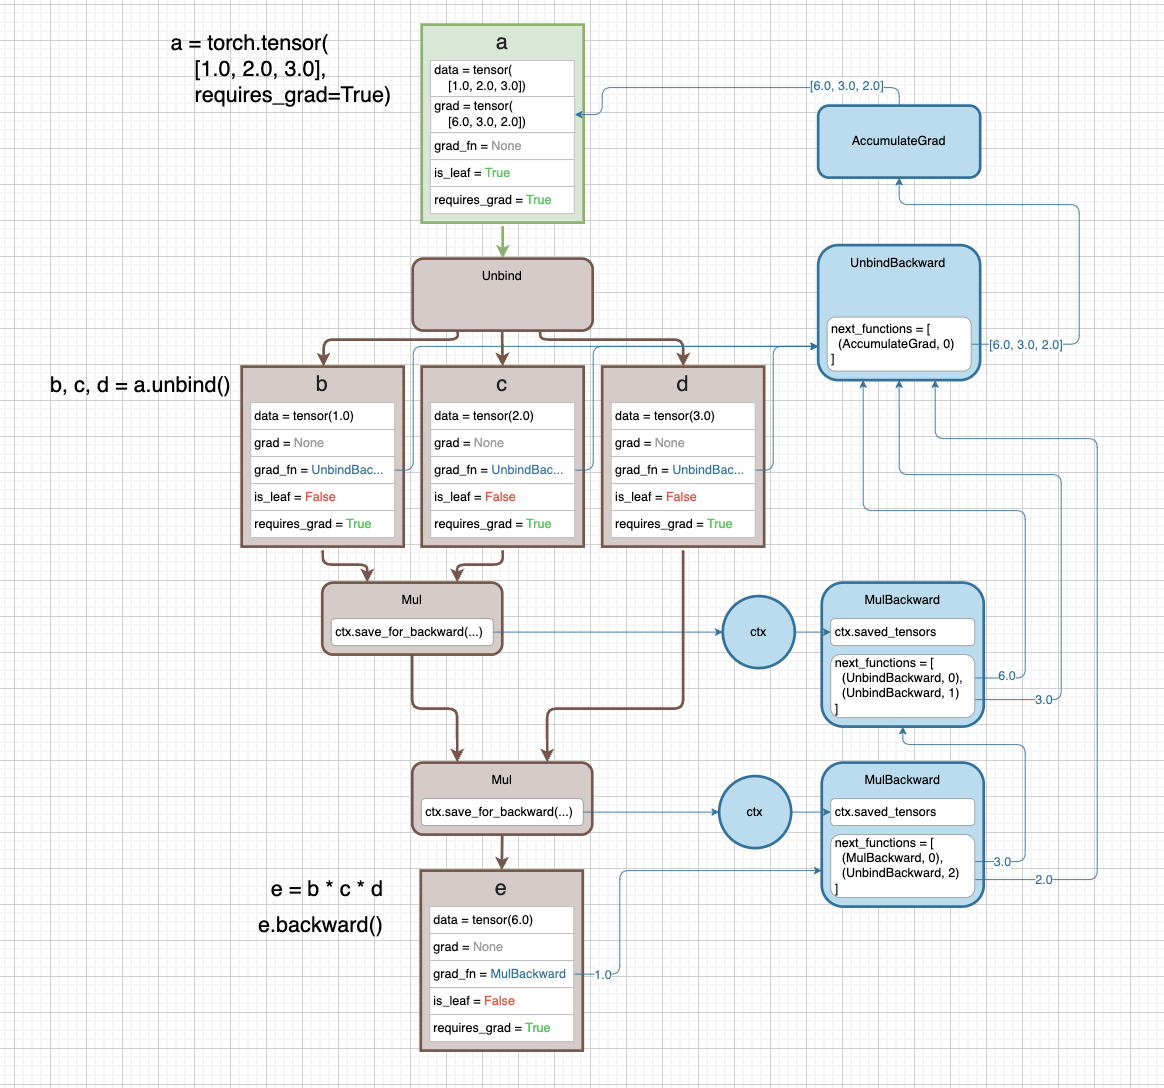 a = torch.tensor(
[1.0, 2.0, 3.0],
requires_grad=True)
a
data = tensor(
[1.0, 2.0, 3.0])
grad = tensor(
[6.0, 3.0, 2.0])
grad_fn = None
is_leaf = True
requires_grad = True
[6.0, 3.0, 2.0]
AccumulateGrad
Unbind
UnbindBackward
next_functions = [
(AccumulateGrad, 0)
]
[6.0, 3.0, 2.0]
b, c, d = a.unbind()
b
data = tensor(1.0)
grad = None
grad_fn = UnbindBac...
is_leaf = False
requires_grad = True
c
data = tensor(2.0)
grad = None
grad_fn = UnbindBac...
is_leaf = False
requires_grad = True
d
data = tensor(3.0)
grad = None
grad_fn = UnbindBac...
is_leaf = False
requires_grad = True
Mul
ctx.save_for_backward(...)
ctx
MulBackward
ctx.saved_tensors
next_functions = [
(UnbindBackward, 0),
(UnbindBackward, 1)
]
6.0
3.0
Mul
ctx.save_for_backward(...)
ctx
MulBackward
ctx.saved_tensors
next_functions = [
(MulBackward, 0),
(UnbindBackward, 2)
]
3.0
2.0
e = b * c * d
e.backward()
e
data = tensor(6.0)
grad = None
grad_fn = MulBackward
is_leaf = False
requires_grad = True
1.0